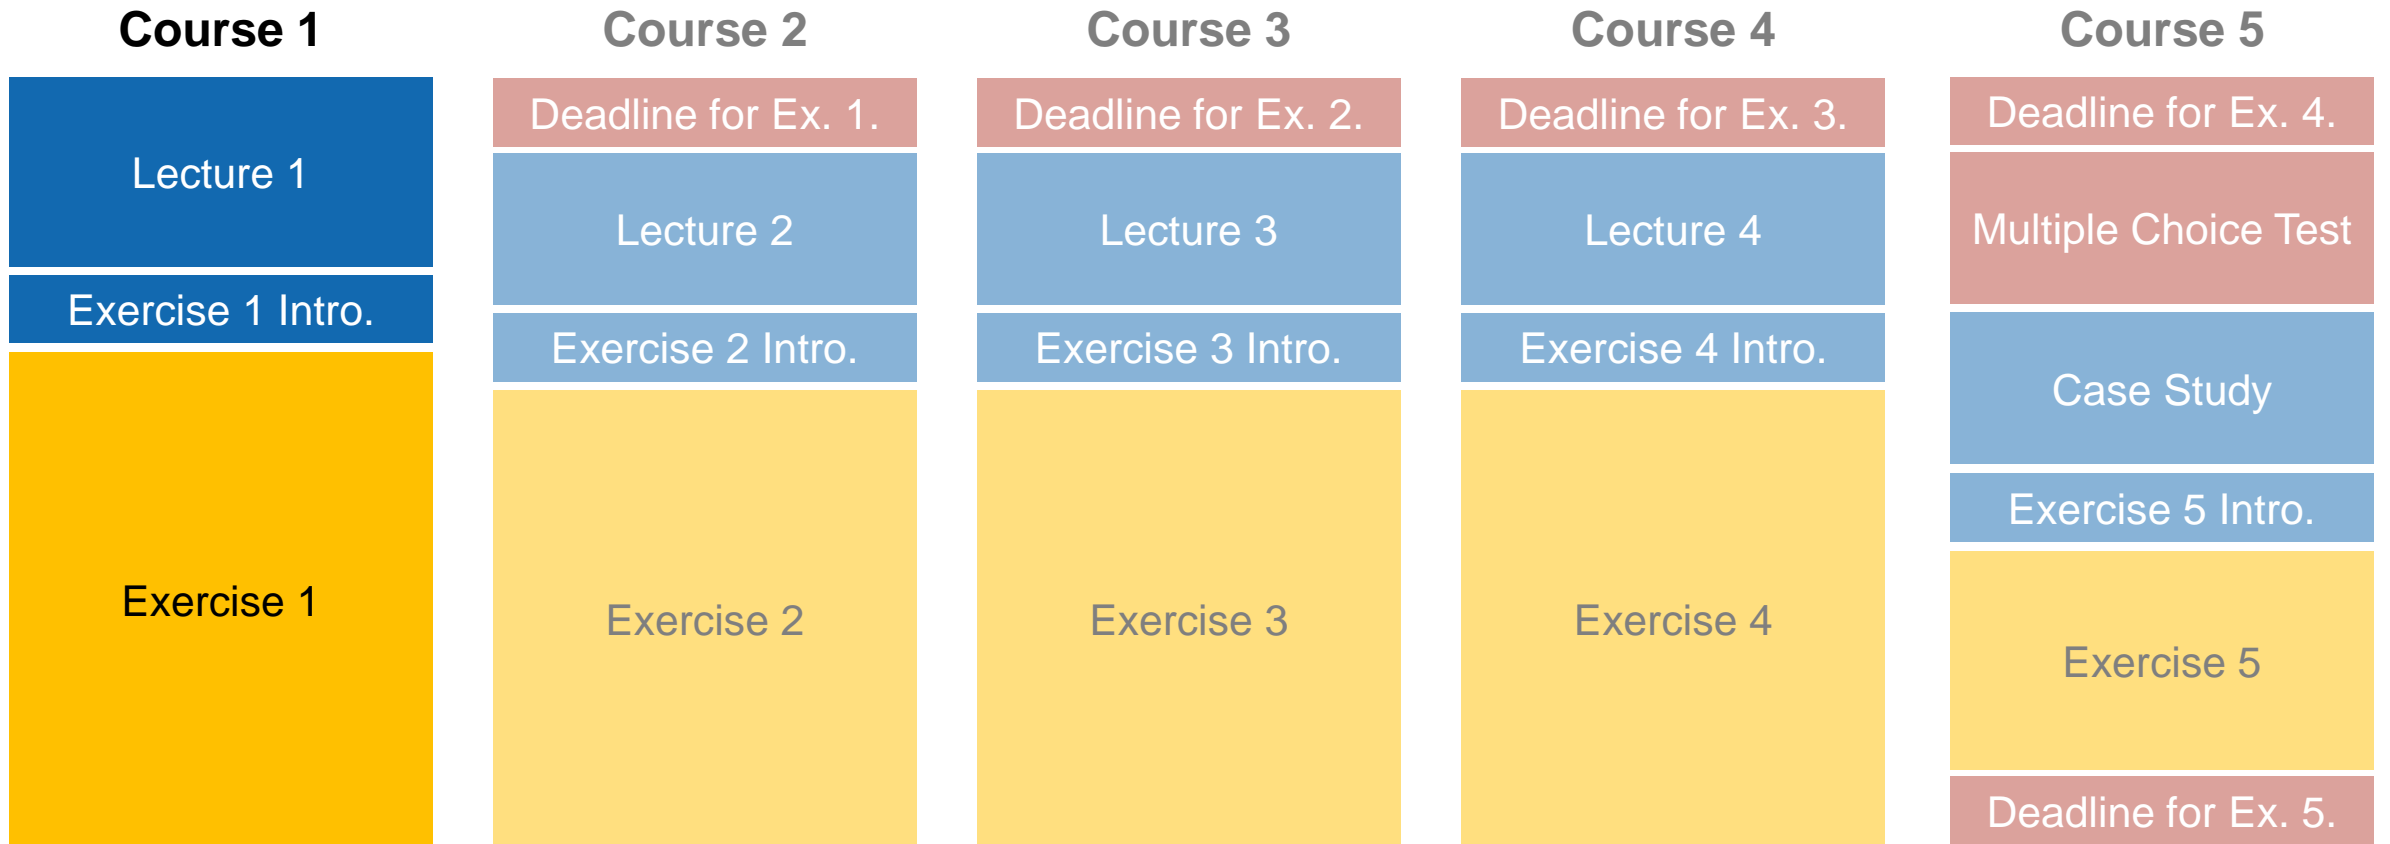 Course 1
Lecture 1
Exercise 1 Intro.
Exercise 1
Course 2
Deadline for Ex. 1.
Lecture 2
Exercise 2 Intro.
Exercise 2
Course 3
Deadline for Ex. 2.
Lecture 3
Exercise 3 Intro.
Exercise 3
Course 4
Deadline for Ex. 3.
Lecture 4
Exercise 4 Intro.
Exercise 4
Course 5
Deadline for Ex. 4.
Multiple Choice Test
Case Study
Exercise 5 Intro.
Exercise 5
Deadline for Ex. 5.